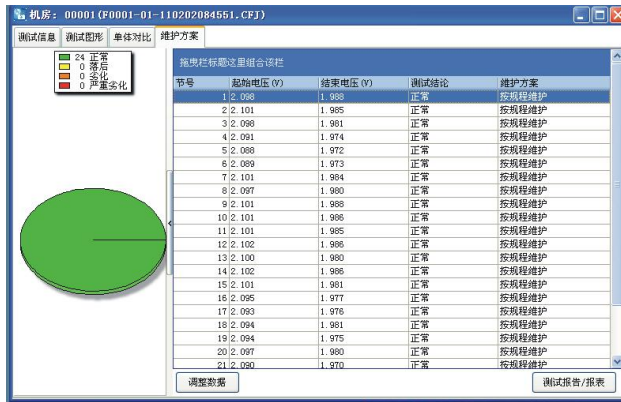 机房: 00001(F0001-01-110202084551.CFJ)
测试信息 测试图形 单体对比 维护方案
24 正常
0 落后
0 劣化
0 严重劣化
拖曳栏标题这里组合该栏
节号 起始电压(V) 结束电压(V) 测试结论 维护方案
1 2.098 1.988 正常 按规程维护
2 2.101 1.985 正常 按规程维护
3 2.098 1.981 正常 按规程维护
4 2.091 1.974 正常 按规程维护
5 2.088 1.972 正常 按规程维护
6 2.089 1.973 正常 按规程维护
7 2.101 1.984 正常 按规程维护
8 2.097 1.980 正常 按规程维护
9 2.101 1.988 正常 按规程维护
10 2.101 1.986 正常 按规程维护
11 2.101 1.985 正常 按规程维护
12 2.102 1.986 正常 按规程维护
13 2.100 1.980 正常 按规程维护
14 2.102 1.986 正常 按规程维护
15 2.101 1.981 正常 按规程维护
16 2.095 1.977 正常 按规程维护
17 2.093 1.976 正常 按规程维护
18 2.094 1.981 正常 按规程维护
19 2.094 1.975 正常 按规程维护
20 2.097 1.980 正常 按规程维护
21 2.090 1.970 正常 按规程维护
调整数据 测试报告/报表